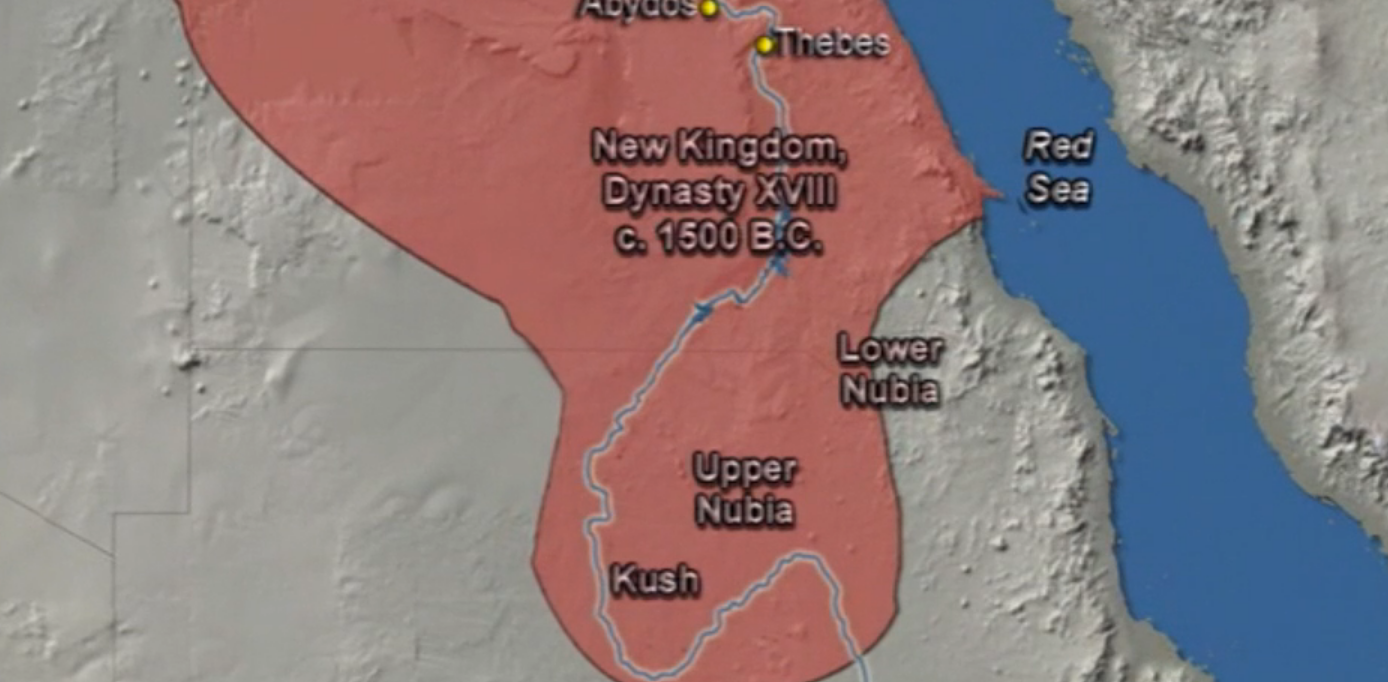 Abydos
Thebes
New Kingdom,
Dynasty XVIII
c. 1500 B.C.
Red
Sea
Lower
Nubia
Upper
Nubia
Kush